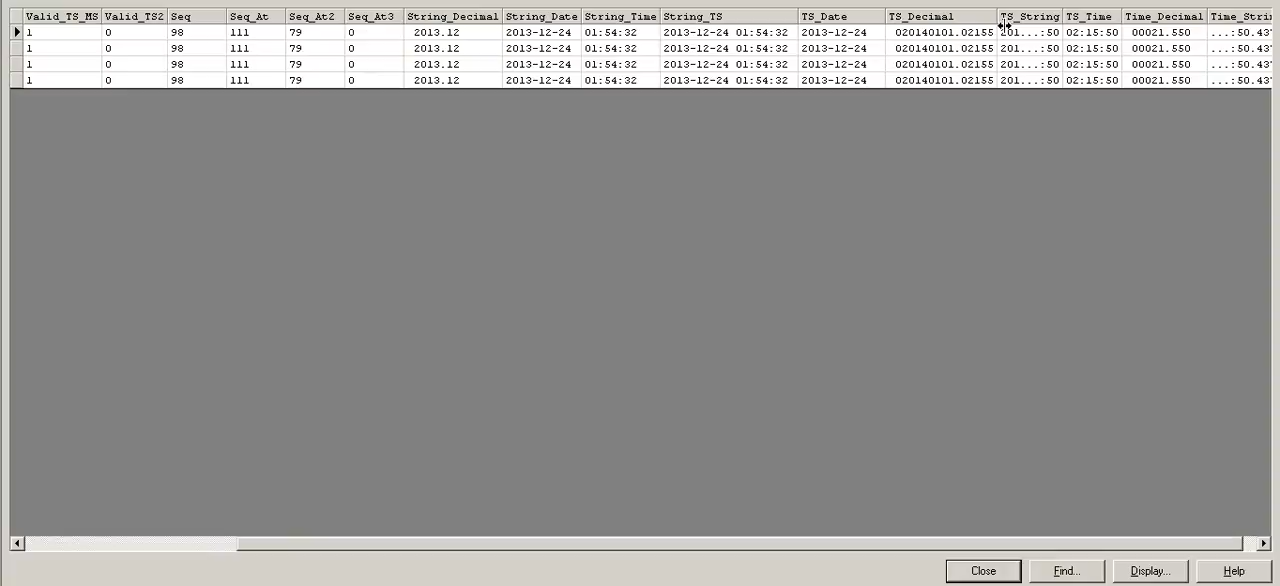 Valid_TS_MS Valid_TS2 Seq Seq_At Seq_At2 Seq_At3 String_Decimal String_Date String_Time String_TS TS_Date TS_Decimal TS_String TS_Time Time_Decimal Time_Strin
1 0 98 111 79 0 2013.12 2013-12-24 01:54:32 2013-12-24 01:54:32 2013-12-24 020140101.02155 201...:50 02:15:50 00021.550 ...:50.437
1 0 98 111 79 0 2013.12 2013-12-24 01:54:32 2013-12-24 01:54:32 2013-12-24 020140101.02155 201...:50 02:15:50 00021.550 ...:50.437
1 0 98 111 79 0 2013.12 2013-12-24 01:54:32 2013-12-24 01:54:32 2013-12-24 020140101.02155 201...:50 02:15:50 00021.550 ...:50.437
1 0 98 111 79 0 2013.12 2013-12-24 01:54:32 2013-12-24 01:54:32 2013-12-24 020140101.02155 201...:50 02:15:50 00021.550 ...:50.437
Close Find... Display... Help